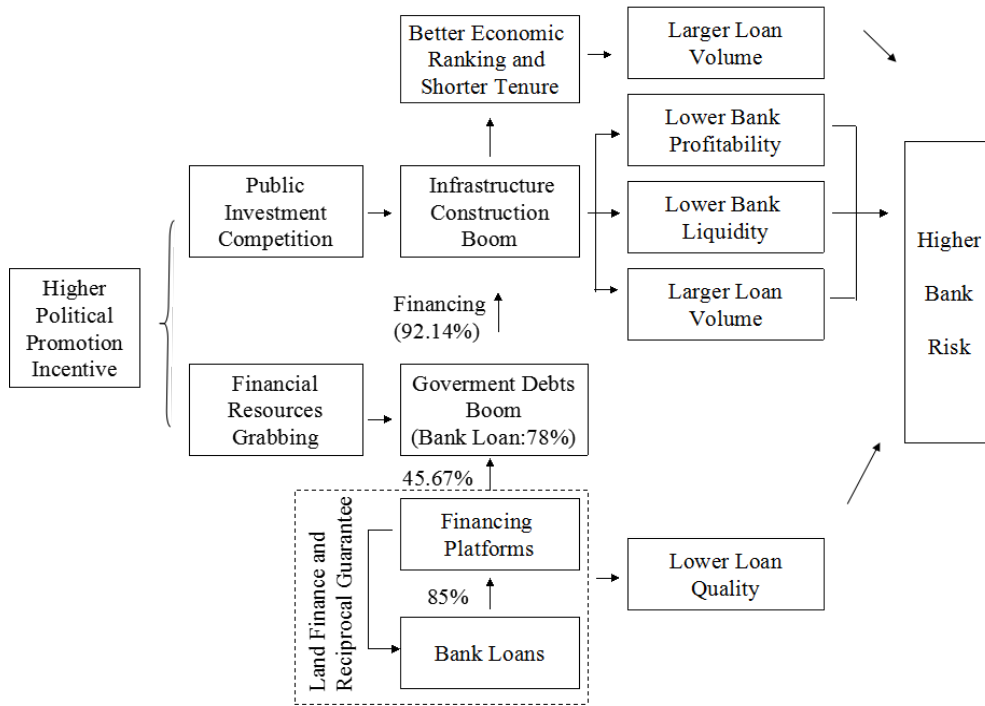 Higher
Political
Promotion
Incentive
Public
Investment
Competition
Financial
Resources
Grabbing
Better Economic
Ranking and
Shorter Tenure
Infrastructure
Construction
Boom
Financing
(92.14%)
Goverment Debts
Boom
(Bank Loan:78%)
45.67%
Land Finance and
Reciprocal Guarantee
Financing
Platforms
85%
Bank Loans
Larger Loan
Volume
Lower Bank
Profitability
Lower Bank
Liquidity
Larger Loan
Volume
Lower Loan
Quality
Higher
Bank
Risk